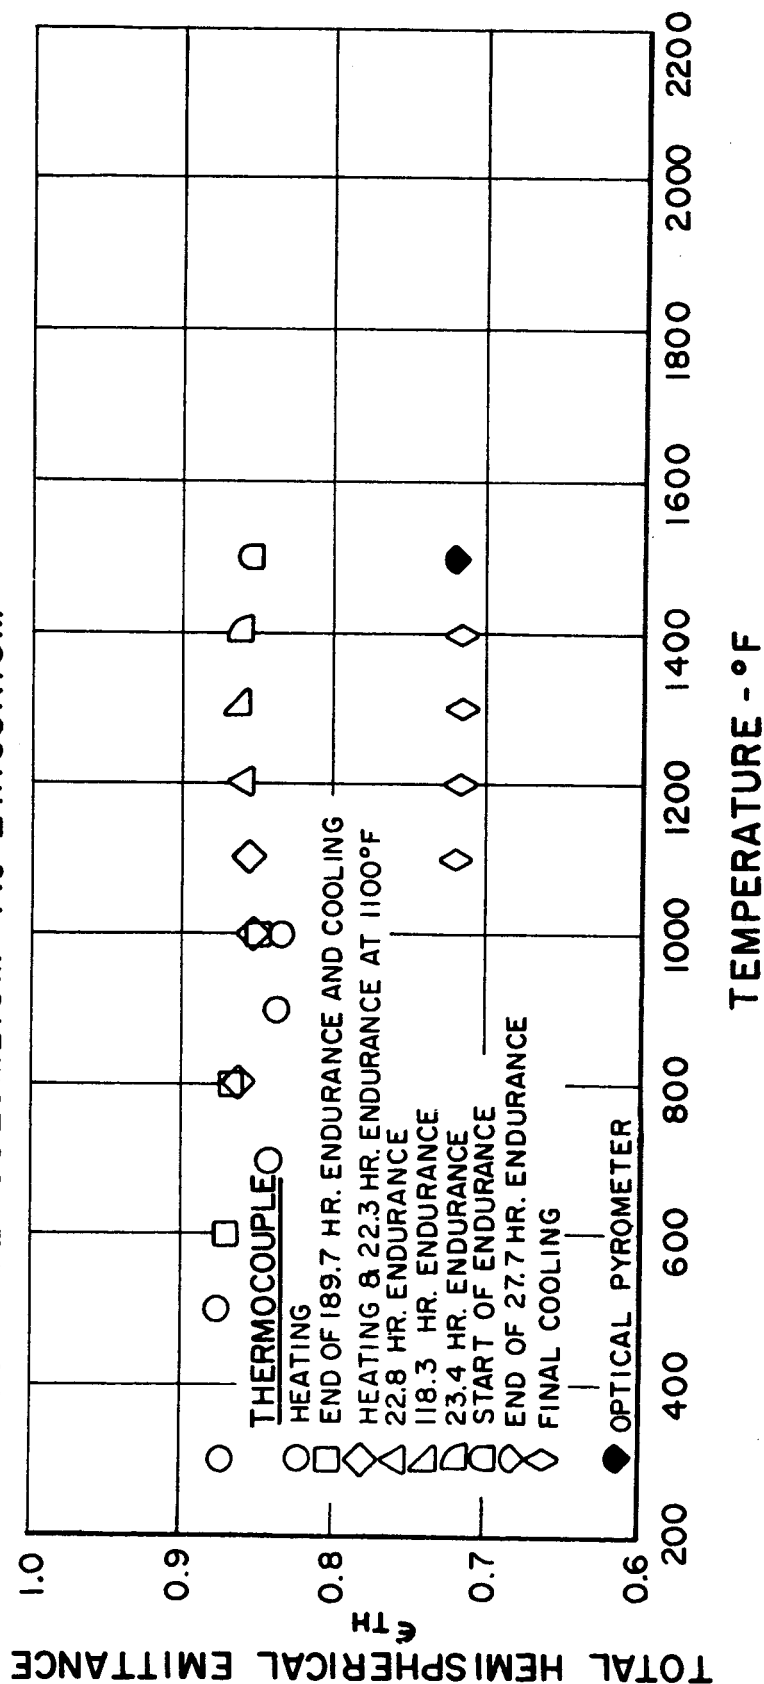 TOTAL HEMISPHERICAL EMITTANCE
ε TH
1.0
0.9
0.8
0.7
0.6
THERMOCOUPLE
HEATING
END OF 189.7 HR. ENDURANCE AND COOLING
HEATING & 22.3 HR. ENDURANCE AT 1100°F
22.8 HR. ENDURANCE
118.3 HR. ENDURANCE
23.4 HR. ENDURANCE
START OF ENDURANCE
END OF 27.7 HR. ENDURANCE
FINAL COOLING
OPTICAL PYROMETER
200 400 600 800 1000 1200 1400 1600 1800 2000 2200
TEMPERATURE - °F